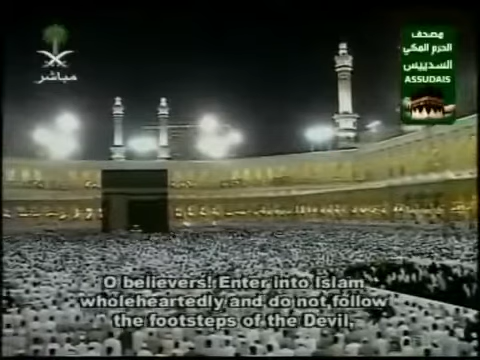 مباشر
مصحف
الحرم المكي
السديس
ASSUDAIS
O believers! Enter into Islam
wholeheartedly and do not follow
the footsteps of the Devil,